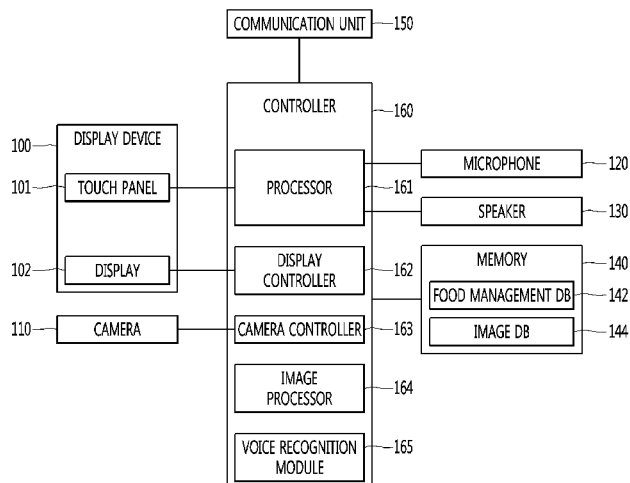 COMMUNICATION UNIT 150
CONTROLLER 160
100 DISPLAY DEVICE
101 TOUCH PANEL
PROCESSOR 161
MICROPHONE 120
SPEAKER 130
102 DISPLAY
DISPLAY
CONTROLLER 162
MEMORY 140
FOOD MANAGEMENT DB 142
IMAGE DB 144
110 CAMERA
CAMERA CONTROLLER 163
IMAGE
PROCESSOR 164
VOICE RECOGNITION
MODULE 165